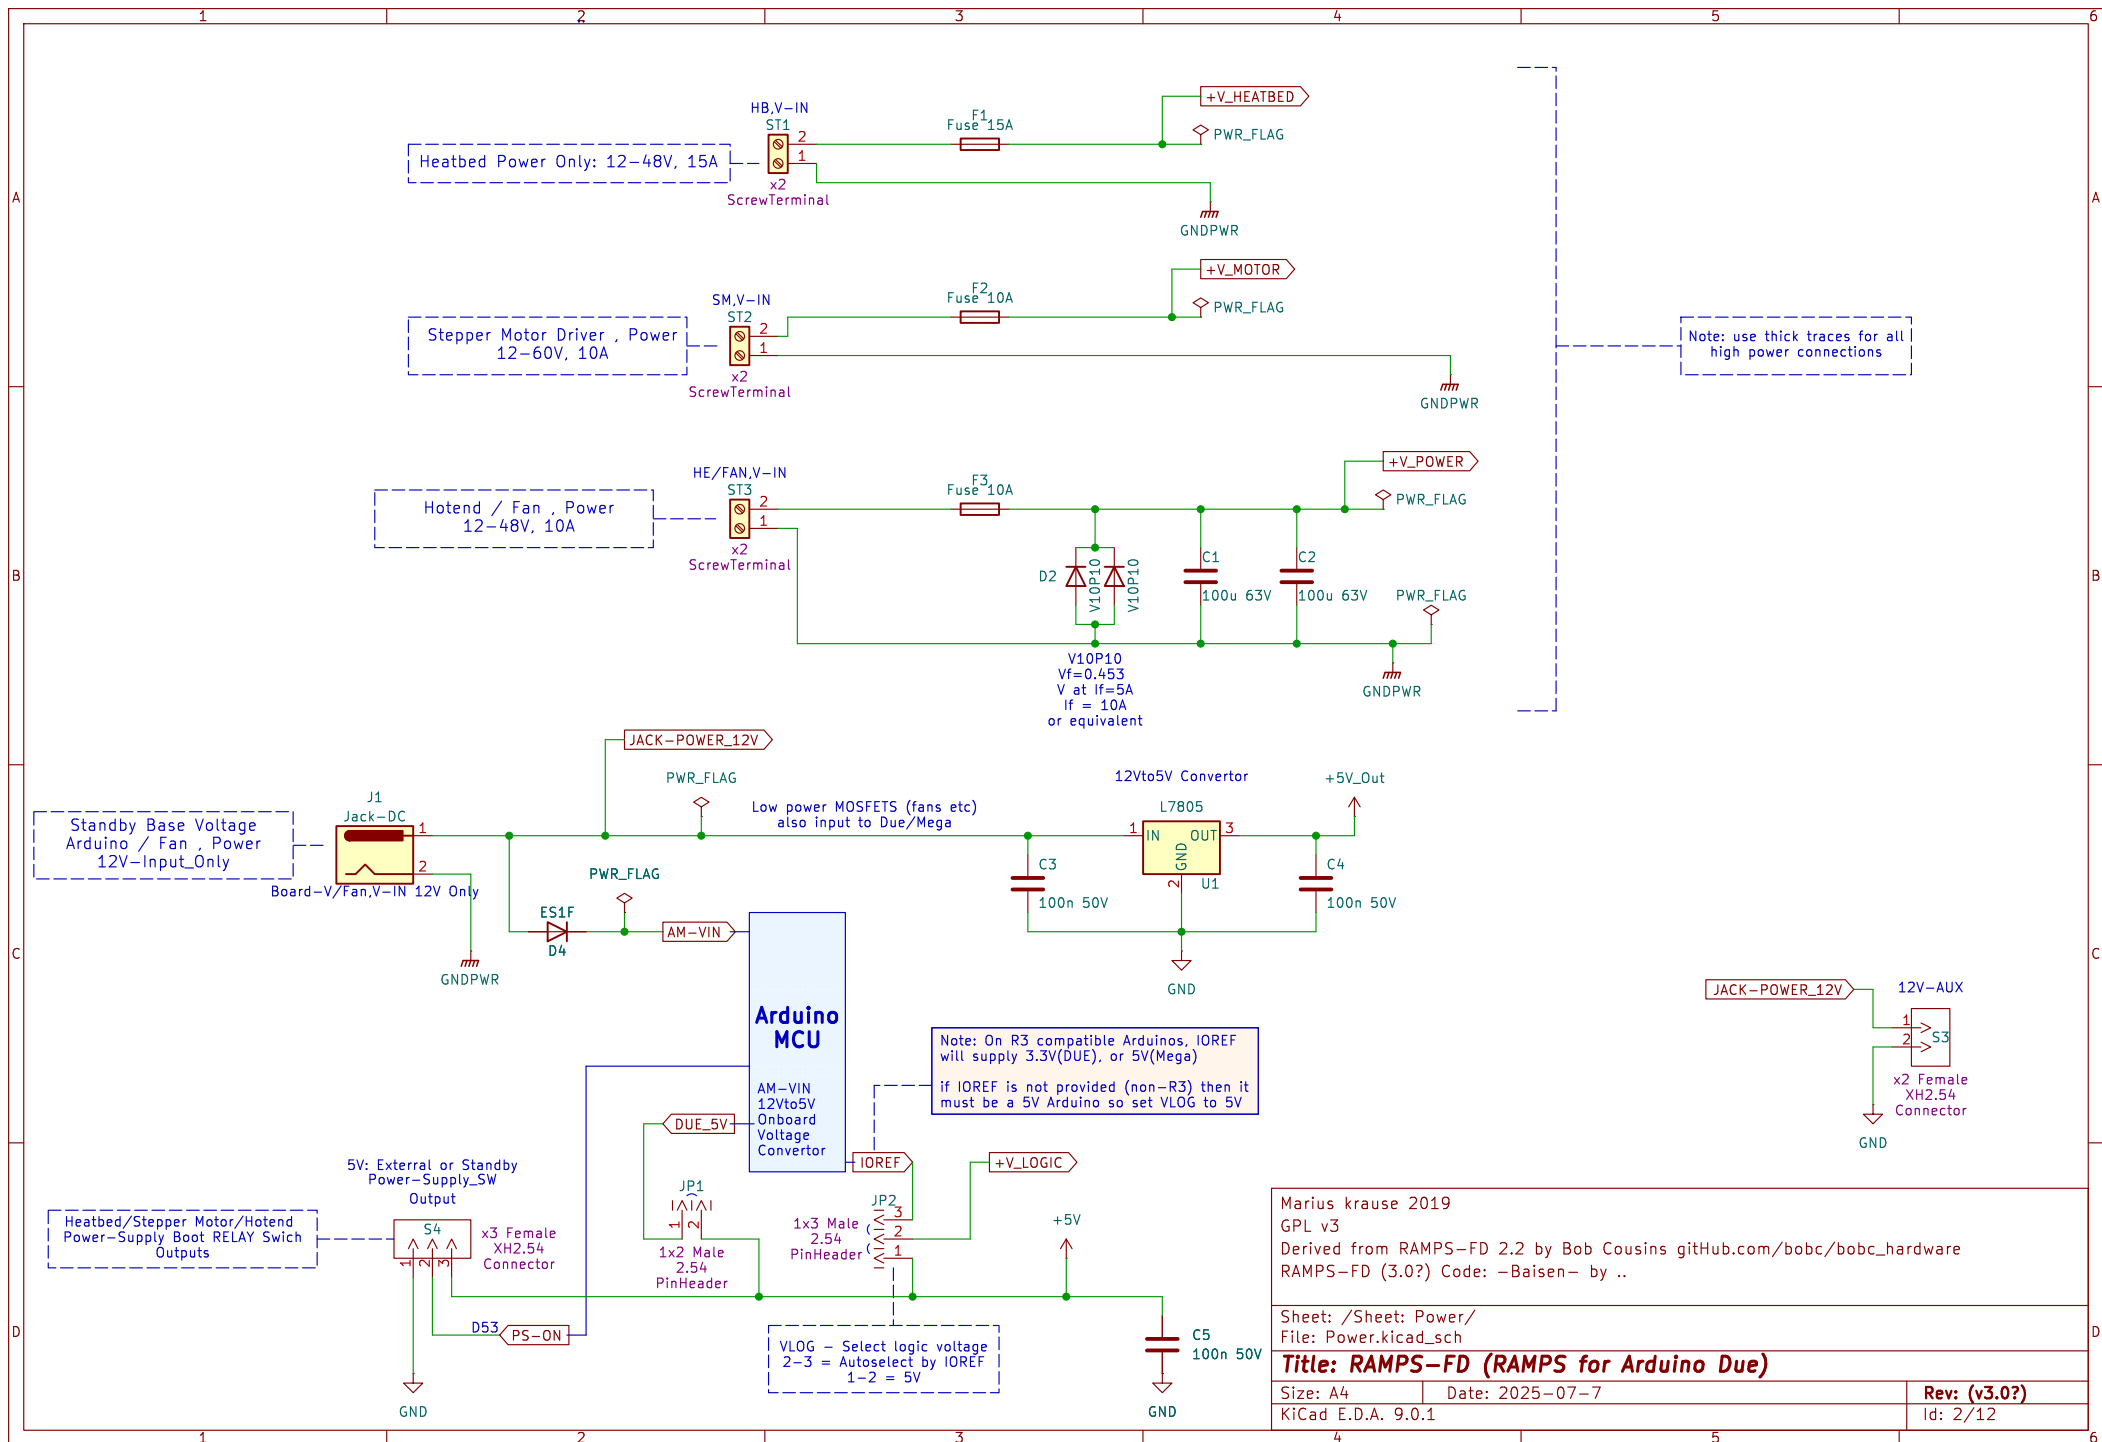 1 2 3 4 5 6
A
B
C
D
A
B
C
D
1 2 3 4 5 6
HB,V-IN
ST1
2
1
x2
ScrewTerminal
Heatbed Power Only: 12-48V, 15A
F1
Fuse 15A
+V_HEATBED
PWR_FLAG
GNDPWR
SM,V-IN
ST2
2
1
x2
ScrewTerminal
Stepper Motor Driver , Power
12-60V, 10A
F2
Fuse 10A
+V_MOTOR
PWR_FLAG
GNDPWR
Note: use thick traces for all
high power connections
HE/FAN,V-IN
ST3
2
1
x2
ScrewTerminal
Hotend / Fan , Power
12-48V, 10A
F3
Fuse 10A
+V_POWER
PWR_FLAG
D2
V10P10
V10P10
C1
100u 63V
C2
100u 63V
PWR_FLAG
GNDPWR
V10P10
Vf=0.453
V at If=5A
If = 10A
or equivalent
JACK-POWER_12V
PWR_FLAG
J1
Jack-DC
1
2
Standby Base Voltage
Arduino / Fan , Power
12V-Input_Only
Board-V/Fan,V-IN 12V Only
GNDPWR
Low power MOSFETS (fans etc)
also input to Due/Mega
PWR_FLAG
ES1F
D4
AM-VIN
12Vto5V Convertor
L7805
1
IN
OUT
3
GND
2
U1
+5V_Out
C3
100n 50V
C4
100n 50V
GND
Arduino
MCU
AM-VIN
12Vto5V
Onboard
Voltage
Convertor
DUE_5V
IOREF
+V_LOGIC
Note: On R3 compatible Arduinos, IOREF
will supply 3.3V(DUE), or 5V(Mega)
if IOREF is not provided (non-R3) then it
must be a 5V Arduino so set VLOG to 5V
JACK-POWER_12V
12V-AUX
1
2
S3
x2 Female
XH2.54
Connector
GND
5V: Exterral or Standby
Power-Supply_SW
Output
Heatbed/Stepper Motor/Hotend
Power-Supply Boot RELAY Swich
Outputs
S4
1
2
3
x3 Female
XH2.54
Connector
D53
PS-ON
GND
JP1
1
2
1x2 Male
2.54
PinHeader
JP2
3
2
1
1x3 Male
2.54
PinHeader
+5V
VLOG - Select logic voltage
2-3 = Autoselect by IOREF
1-2 = 5V
C5
100n 50V
GND
Marius krause 2019
GPL v3
Derived from RAMPS-FD 2.2 by Bob Cousins gitHub.com/bobc/bobc_hardware
RAMPS-FD (3.0?) Code: -Baisen- by ..
Sheet: /Sheet: Power/
File: Power.kicad_sch
Title: RAMPS-FD (RAMPS for Arduino Due)
Size: A4
Date: 2025-07-7
Rev: (v3.0?)
KiCad E.D.A. 9.0.1
Id: 2/12